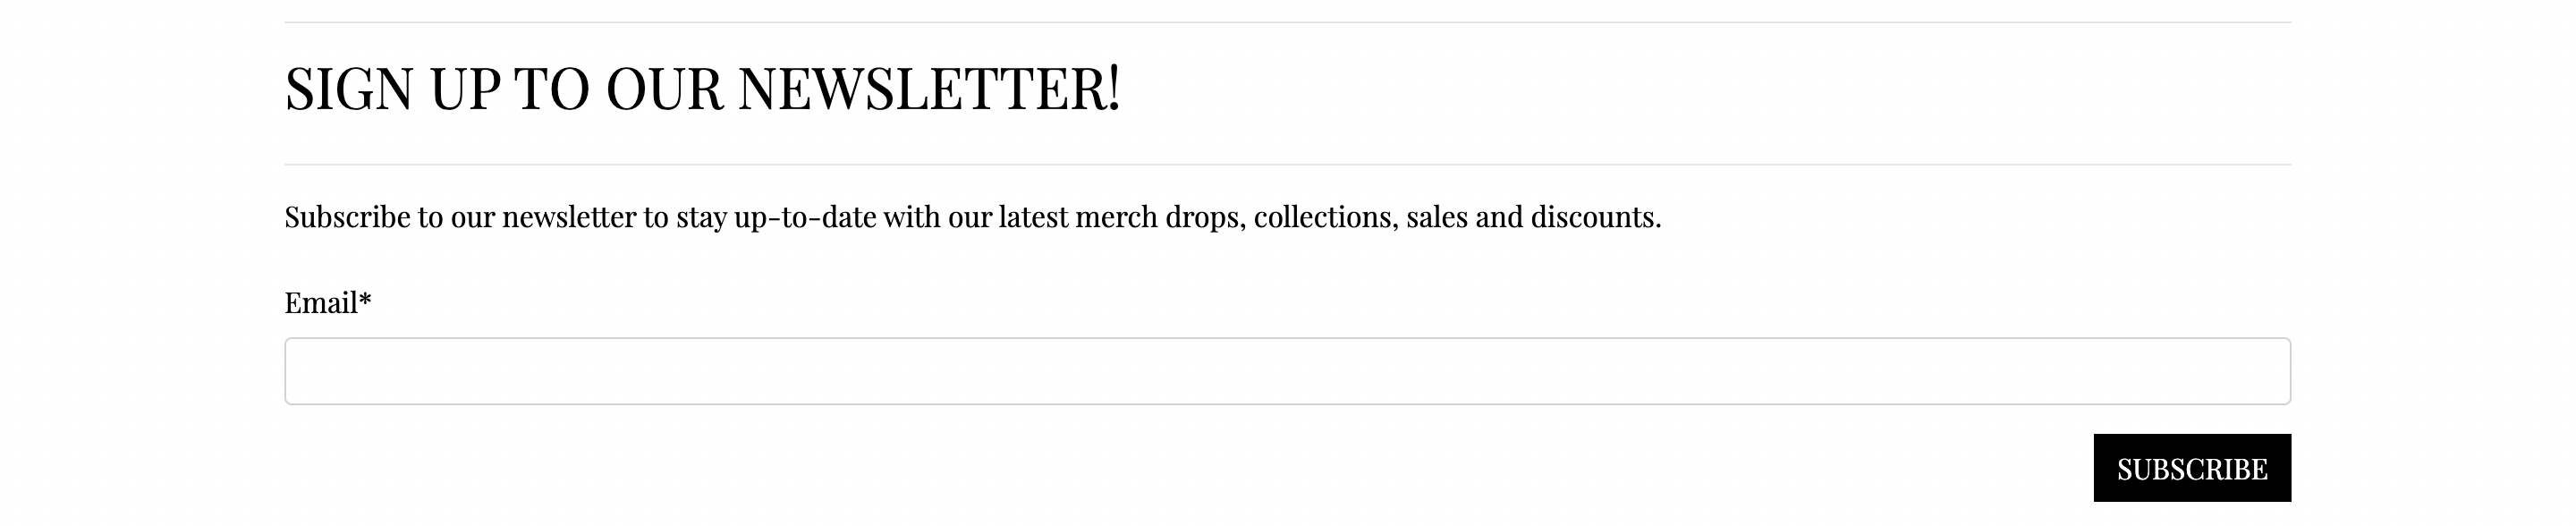 SIGN UP TO OUR NEWSLETTER!
Subscribe to our newsletter to stay up-to-date with our latest merch drops, collections, sales and discounts.
Email*
SUBSCRIBE